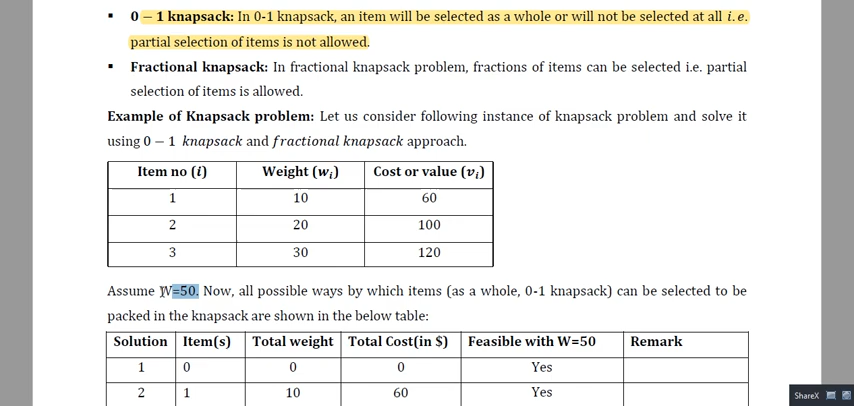 ▪ 0 – 1 knapsack: In 0-1 knapsack, an item will be selected as a whole or will not be selected at all i.e.
partial selection of items is not allowed.
▪ Fractional knapsack: In fractional knapsack problem, fractions of items can be selected i.e. partial
selection of items is allowed.
Example of Knapsack problem: Let us consider following instance of knapsack problem and solve it
using 0 – 1 knapsack and fractional knapsack approach.
Item no (i) Weight (wᵢ) Cost or value (vᵢ)
1 10 60
2 20 100
3 30 120
Assume W=50. Now, all possible ways by which items (as a whole, 0-1 knapsack) can be selected to be
packed in the knapsack are shown in the below table:
Solution Item(s) Total weight Total Cost(in $) Feasible with W=50 Remark
1 0 0 0 Yes
2 1 10 60 Yes
ShareX